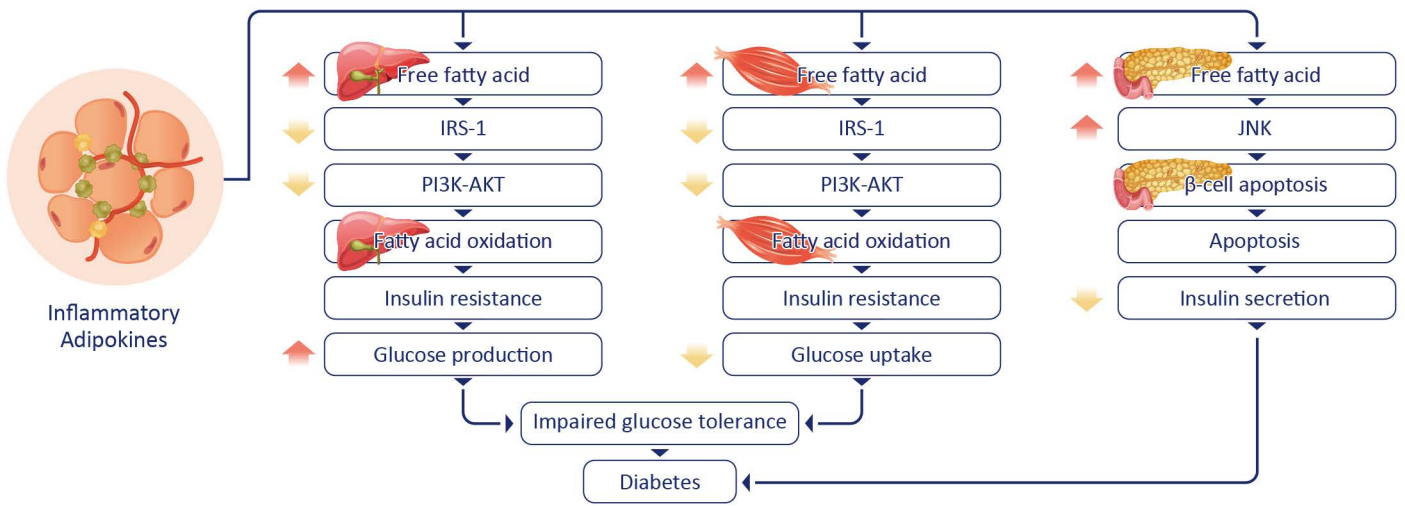 Inflammatory
Adipokines
Free fatty acid
IRS-1
PI3K-AKT
Fatty acid oxidation
Insulin resistance
Glucose production
Free fatty acid
IRS-1
PI3K-AKT
Fatty acid oxidation
Insulin resistance
Glucose uptake
Free fatty acid
JNK
β-cell apoptosis
Apoptosis
Insulin secretion
Impaired glucose tolerance
Diabetes